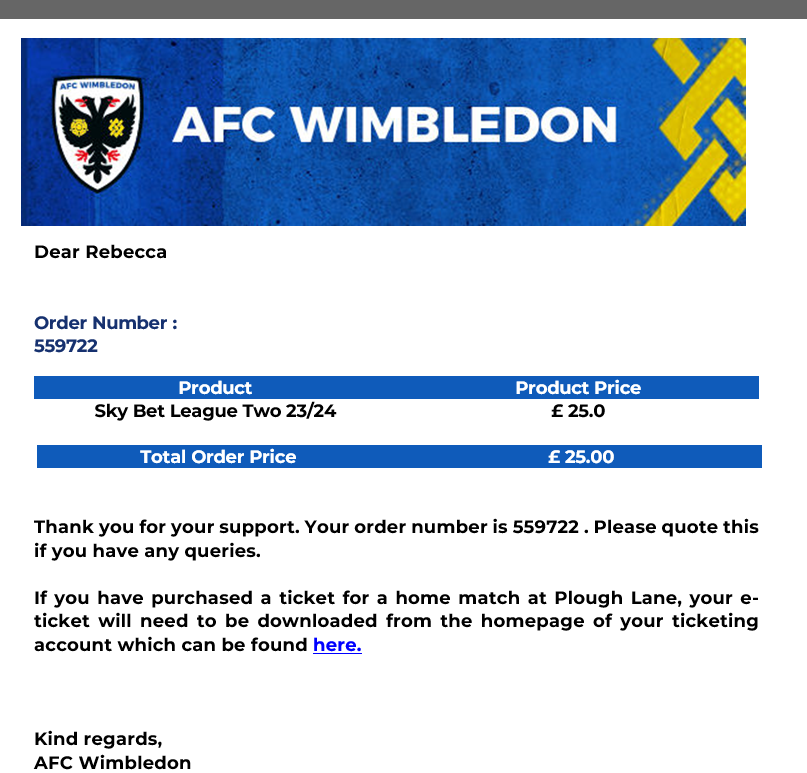 AFC WIMBLEDON
AFC WIMBLEDON
Dear Rebecca
Order Number :
559722
Product Product Price
Sky Bet League Two 23/24 £ 25.0
Total Order Price £ 25.00
Thank you for your support. Your order number is 559722 . Please quote this
if you have any queries.
If you have purchased a ticket for a home match at Plough Lane, your e-
ticket will need to be downloaded from the homepage of your ticketing
account which can be found here.
Kind regards,
AFC Wimbledon